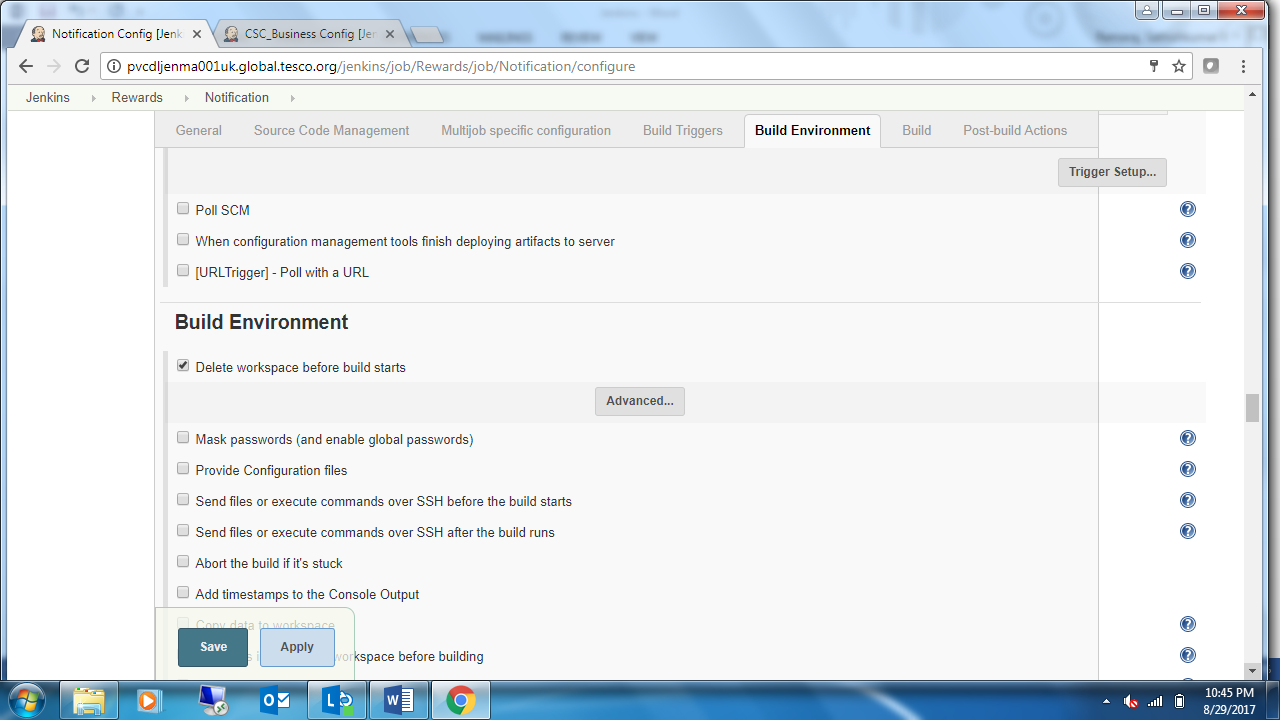 Notification Config [Jenk
CSC_Business Config [Jen
pvcdljenma001uk.global.tesco.org/jenkins/job/Rewards/job/Notification/configure
Jenkins Rewards Notification
General Source Code Management Multijob specific configuration Build Triggers Build Environment Build Post-build Actions
Trigger Setup...
Poll SCM
When configuration management tools finish deploying artifacts to server
[URLTrigger] - Poll with a URL
Build Environment
Delete workspace before build starts
Advanced...
Mask passwords (and enable global passwords)
Provide Configuration files
Send files or execute commands over SSH before the build starts
Send files or execute commands over SSH after the build runs
Abort the build if it's stuck
Add timestamps to the Console Output
Copy data to workspace
Save Apply
workspace before building
10:45 PM
8/29/2017